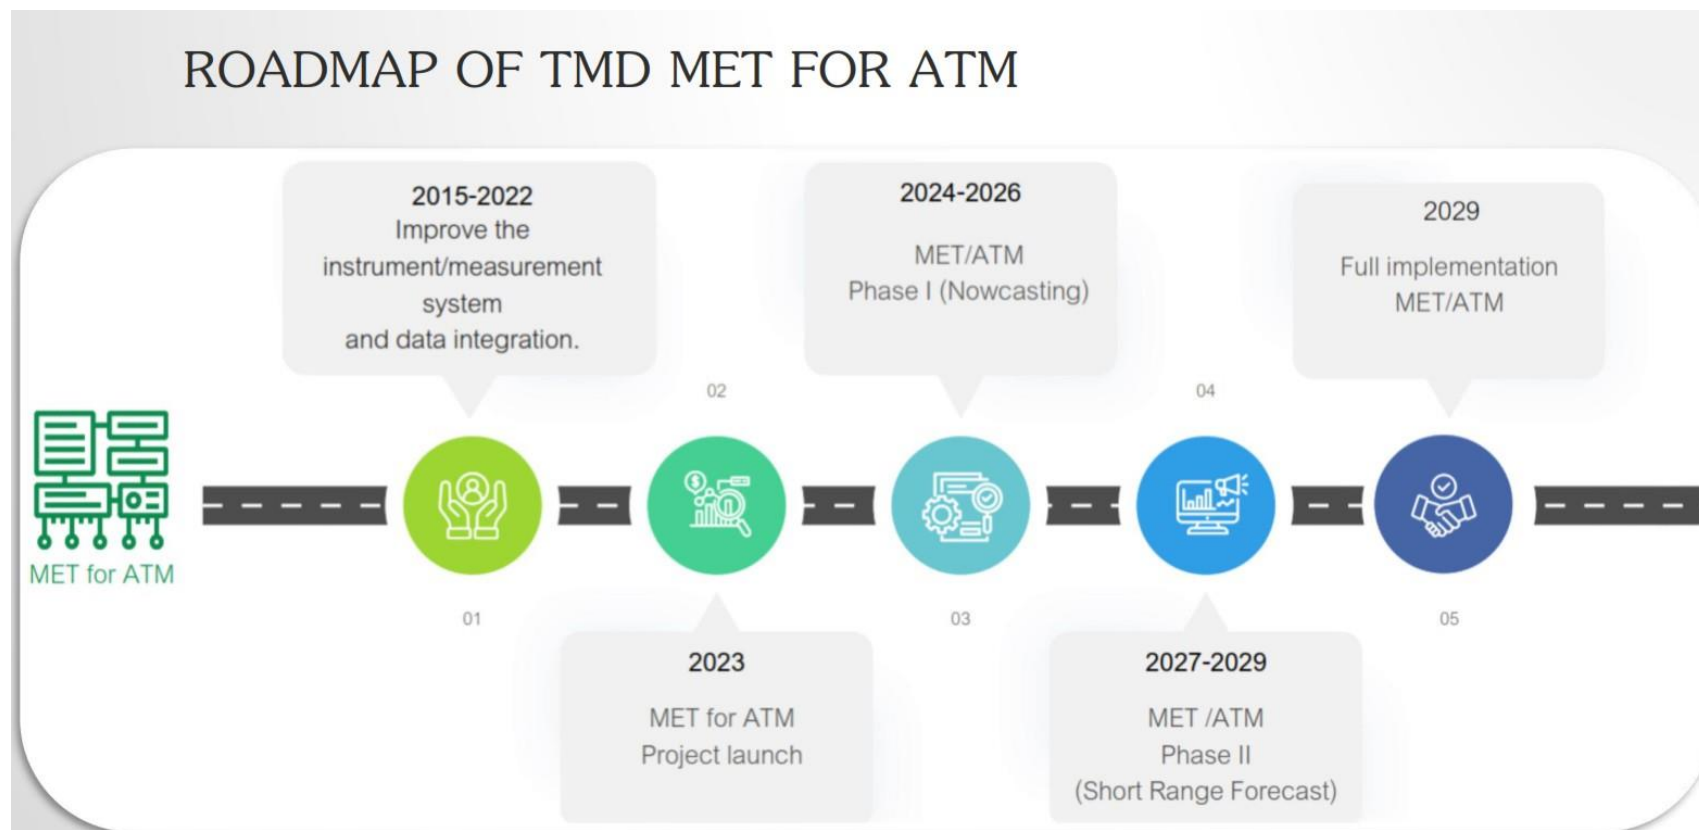 ROADMAP OF TMD MET FOR ATM
MET for ATM
2015-2022
Improve the
instrument/measurement
system
and data integration.
01
02
2023
MET for ATM
Project launch
2024-2026
MET/ATM
Phase I (Nowcasting)
03
04
2027-2029
MET /ATM
Phase II
(Short Range Forecast)
2029
Full implementation
MET/ATM
05